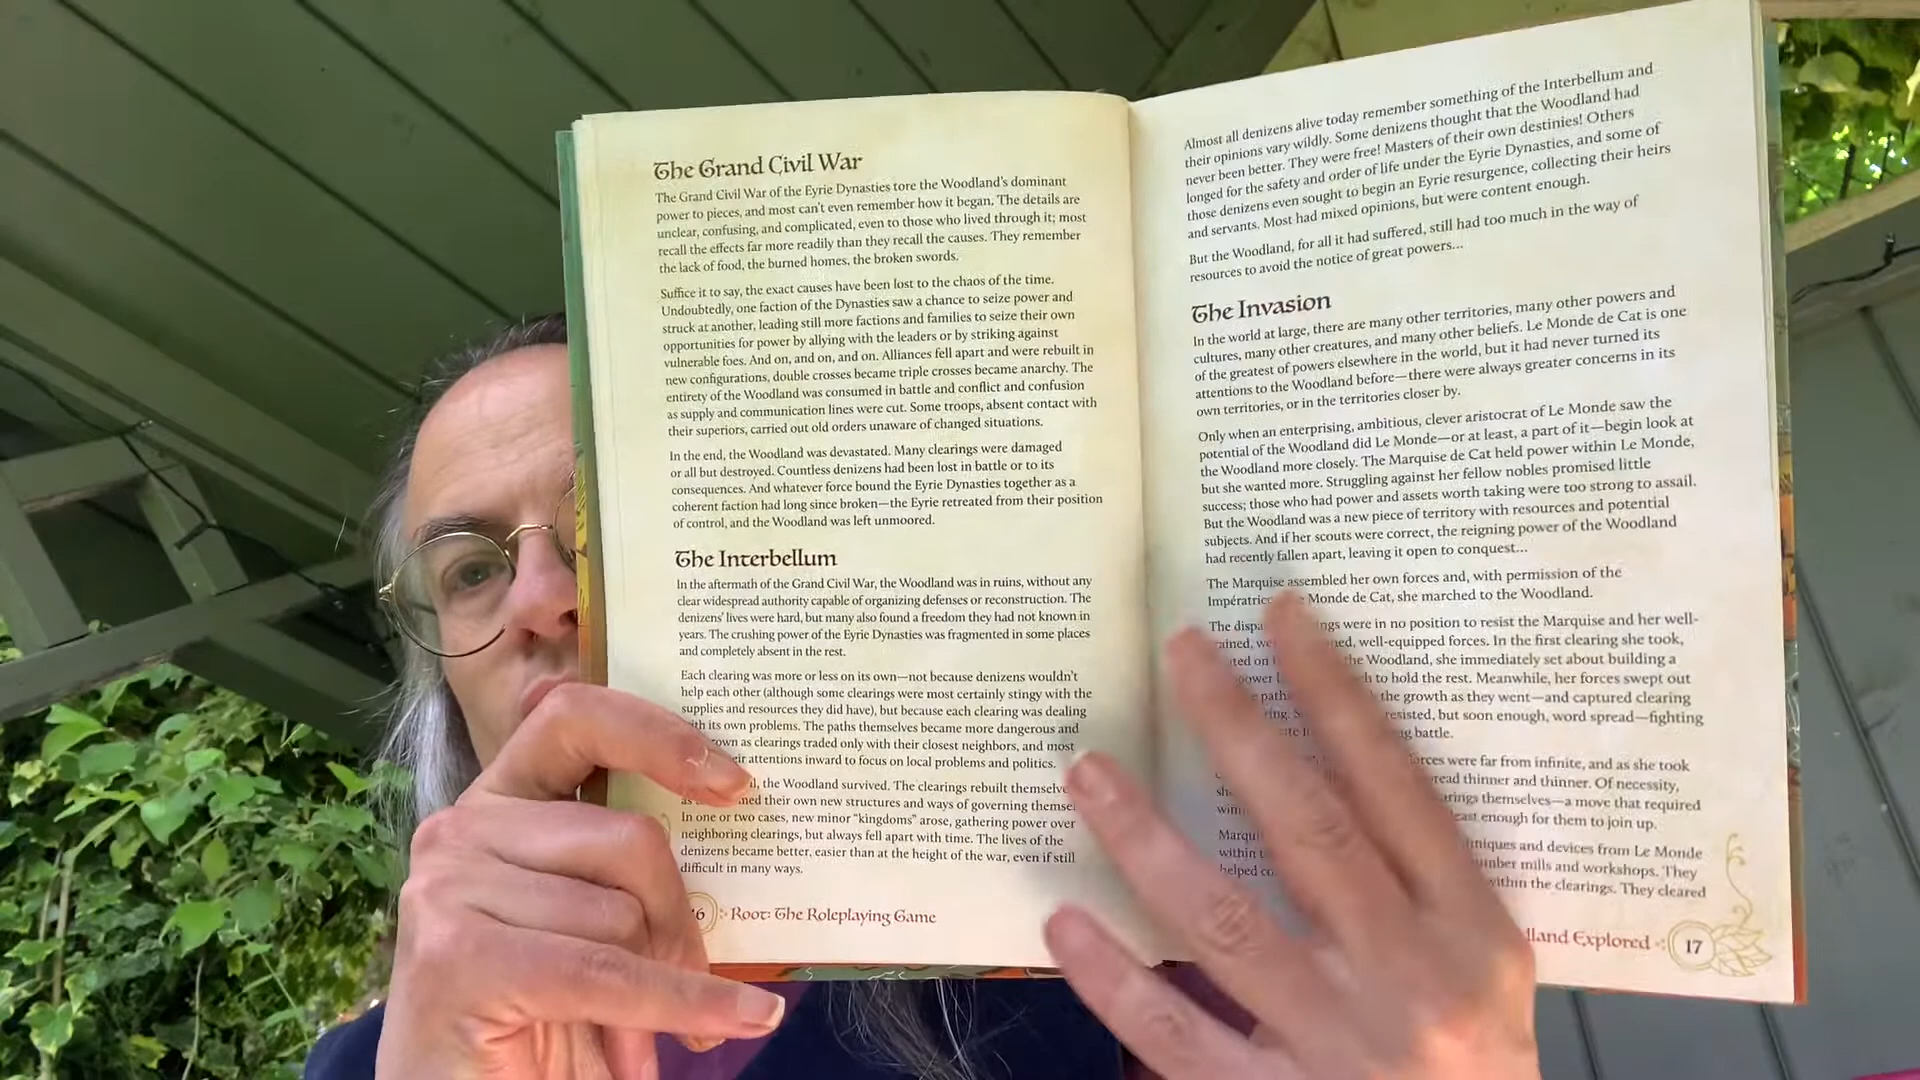 The Grand Civil War
The Grand Civil War of the Eyrie Dynasties tore the Woodland's dominant
power to pieces, and most can't even remember how it began. The details are
unclear, confusing, and complicated, even to those who lived through it; most
recall the effects far more readily than they recall the causes. They remember
the lack of food, the burned homes, the broken swords.
Suffice it to say, the exact causes have been lost to the chaos of the time.
Undoubtedly, one faction of the Dynasties saw a chance to seize power and
struck at another, leading still more factions and families to seize their own
opportunities for power by allying with the leaders or by striking against
vulnerable foes. And on, and on, and on. Alliances fell apart and were rebuilt in
new configurations, double crosses became triple crosses became anarchy. The
entirety of the Woodland was consumed in battle and conflict and confusion
as supply and communication lines were cut. Some troops, absent contact with
their superiors, carried out old orders unaware of changed situations.
In the end, the Woodland was devastated. Many clearings were damaged
or all but destroyed. Countless denizens had been lost in battle or to its
consequences. And whatever force bound the Eyrie Dynasties together as a
coherent faction had long since broken—the Eyrie retreated from their position
of control, and the Woodland was left unmoored.
The Interbellum
In the aftermath of the Grand Civil War, the Woodland was in ruins, without any
clear widespread authority capable of organizing defenses or reconstruction. The
denizens' lives were hard, but many also found a freedom they had not known in
years. The crushing power of the Eyrie Dynasties was fragmented in some places
and completely absent in the rest.
Each clearing was more or less on its own—not because denizens wouldn't
help each other (although some clearings were most certainly stingy with the
supplies and resources they did have), but because each clearing was dealing
with its own problems. The paths themselves became more dangerous and
as clearings traded only with their closest neighbors, and most
attentions inward to focus on local problems and politics.
the Woodland survived. The clearings rebuilt
their own new structures and ways of governing
In one or two cases, new minor "kingdoms" arose, gathering power over
neighboring clearings, but always fell apart with time. The lives of the
denizens became better, easier than at the height of the war, even if still
difficult in many ways.
Root: The Roleplaying Game
Almost all denizens alive today remember something of the Interbellum and
their opinions vary wildly. Some denizens thought that the Woodland had
never been better. They were free! Masters of their own destinies! Others
longed for the safety and order of life under the Eyrie Dynasties, and some of
those denizens even sought to begin an Eyrie resurgence, collecting their heirs
and servants. Most had mixed opinions, but were content enough.
But the Woodland, for all it had suffered, still had too much in the way of
resources to avoid the notice of great powers...
The Invasion
In the world at large, there are many other territories, many other powers and
cultures, many other creatures, and many other beliefs. Le Monde de Cat is one
of the greatest of powers elsewhere in the world, but it had never turned its
attentions to the Woodland before—there were always greater concerns in its
own territories, or in the territories closer by.
Only when an enterprising, ambitious, clever aristocrat of Le Monde saw the
potential of the Woodland did Le Monde—or at least, a part of it—begin look at
the Woodland more closely. The Marquise de Cat held power within Le Monde,
but she wanted more. Struggling against her fellow nobles promised little
success; those who had power and assets worth taking were too strong to assail.
But the Woodland was a new piece of territory with resources and potential
subjects. And if her scouts were correct, the reigning power of the Woodland
had recently fallen apart, leaving it open to conquest...
The Marquise assembled her own forces and, with permission of the
Monde de Cat, she marched to the Woodland.
The were in no position to resist the Marquise and her well-
well-equipped forces. In the first clearing she took,
the Woodland, she immediately set about building a
to hold the rest. Meanwhile, her forces swept out
the growth as they went—and captured clearing
resisted, but soon enough, word spread—fighting
battle.
forces were far from infinite, and as she took
thinner and thinner. Of necessity,
themselves—a move that required
enough for them to join up.
and devices from Le Monde
within mills and workshops. They
helped within the clearings. They cleared
Explored
17